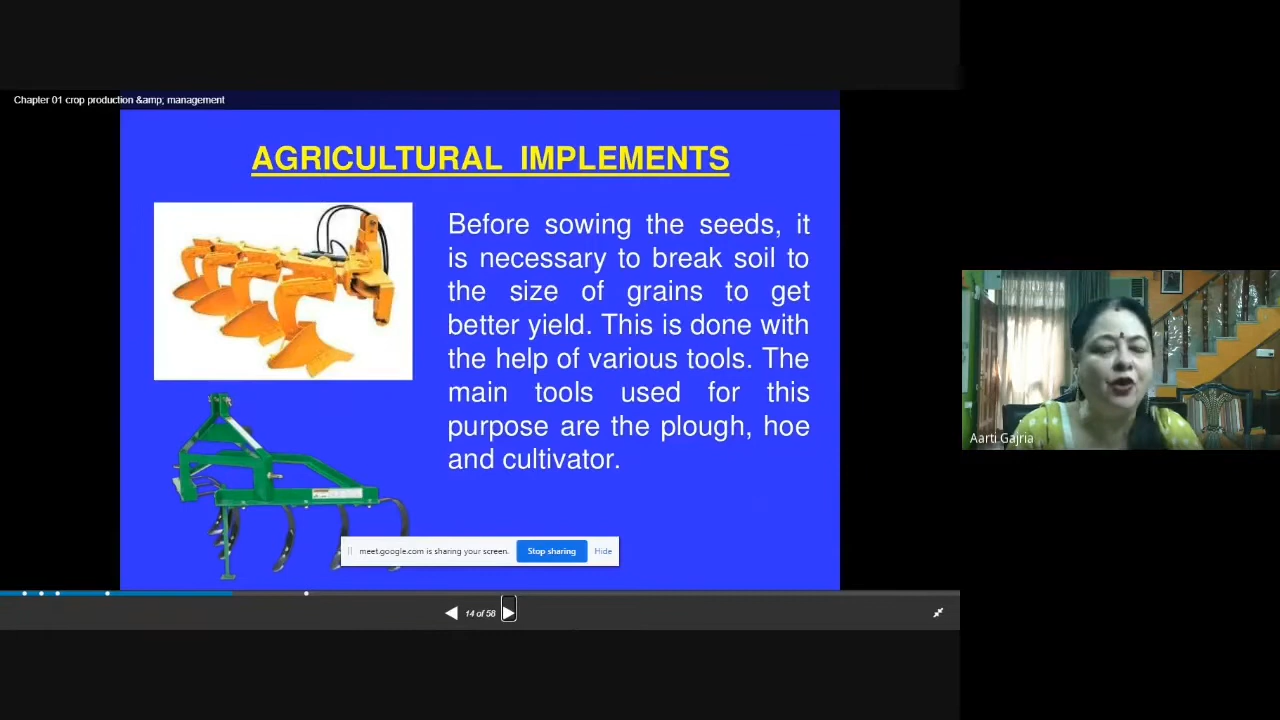 Chapter 01 crop production &amp; management
AGRICULTURAL IMPLEMENTS
Before sowing the seeds, it
is necessary to break soil to
the size of grains to get
better yield. This is done with
the help of various tools. The
main tools used for this
purpose are the plough, hoe
and cultivator.
Aarti Gajria
meet.google.com is sharing your screen.
Stop sharing
Hide
14 of 58